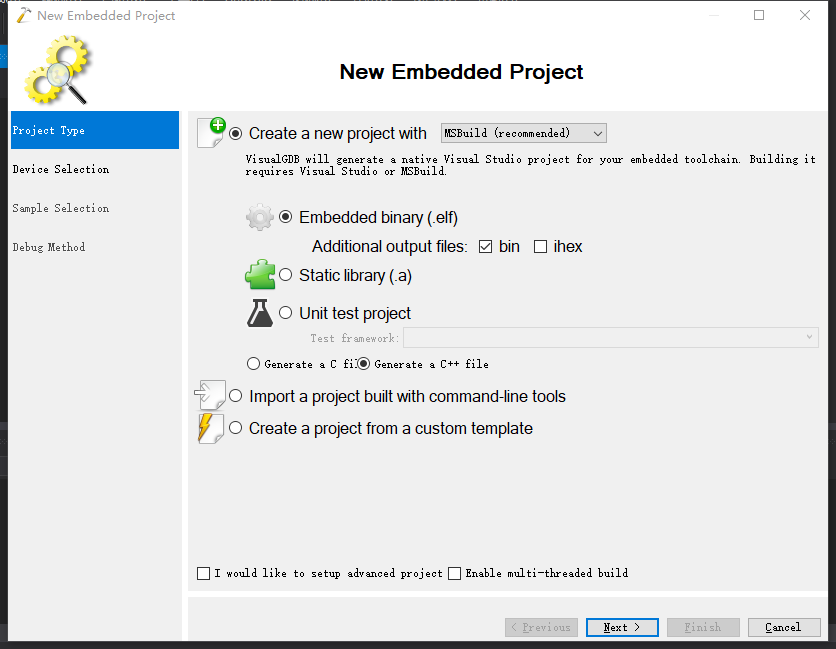 New Embedded Project
New Embedded Project
Project Type
Device Selection
Sample Selection
Debug Method
Create a new project with MSBuild (recommended)
VisualGDB will generate a native Visual Studio project for your embedded toolchain. Building it
requires Visual Studio or MSBuild.
Embedded binary (.elf)
Additional output files: bin ihex
Static library (.a)
Unit test project
Test framework:
Generate a C fi Generate a C++ file
Import a project built with command-line tools
Create a project from a custom template
I would like to setup advanced project Enable multi-threaded build
< Previous Next > Finish Cancel